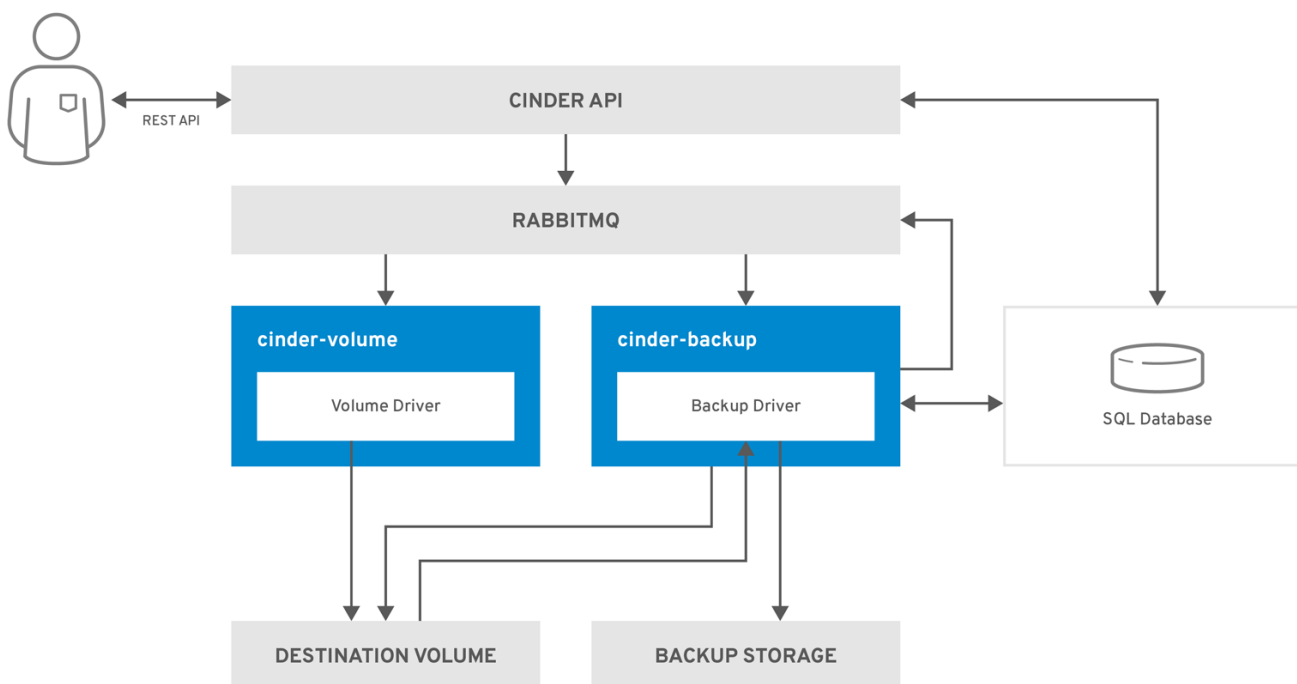 CINDER API
REST API
RABBITMQ
cinder-volume
cinder-backup
Volume Driver
Backup Driver
SQL Database
DESTINATION VOLUME
BACKUP STORAGE